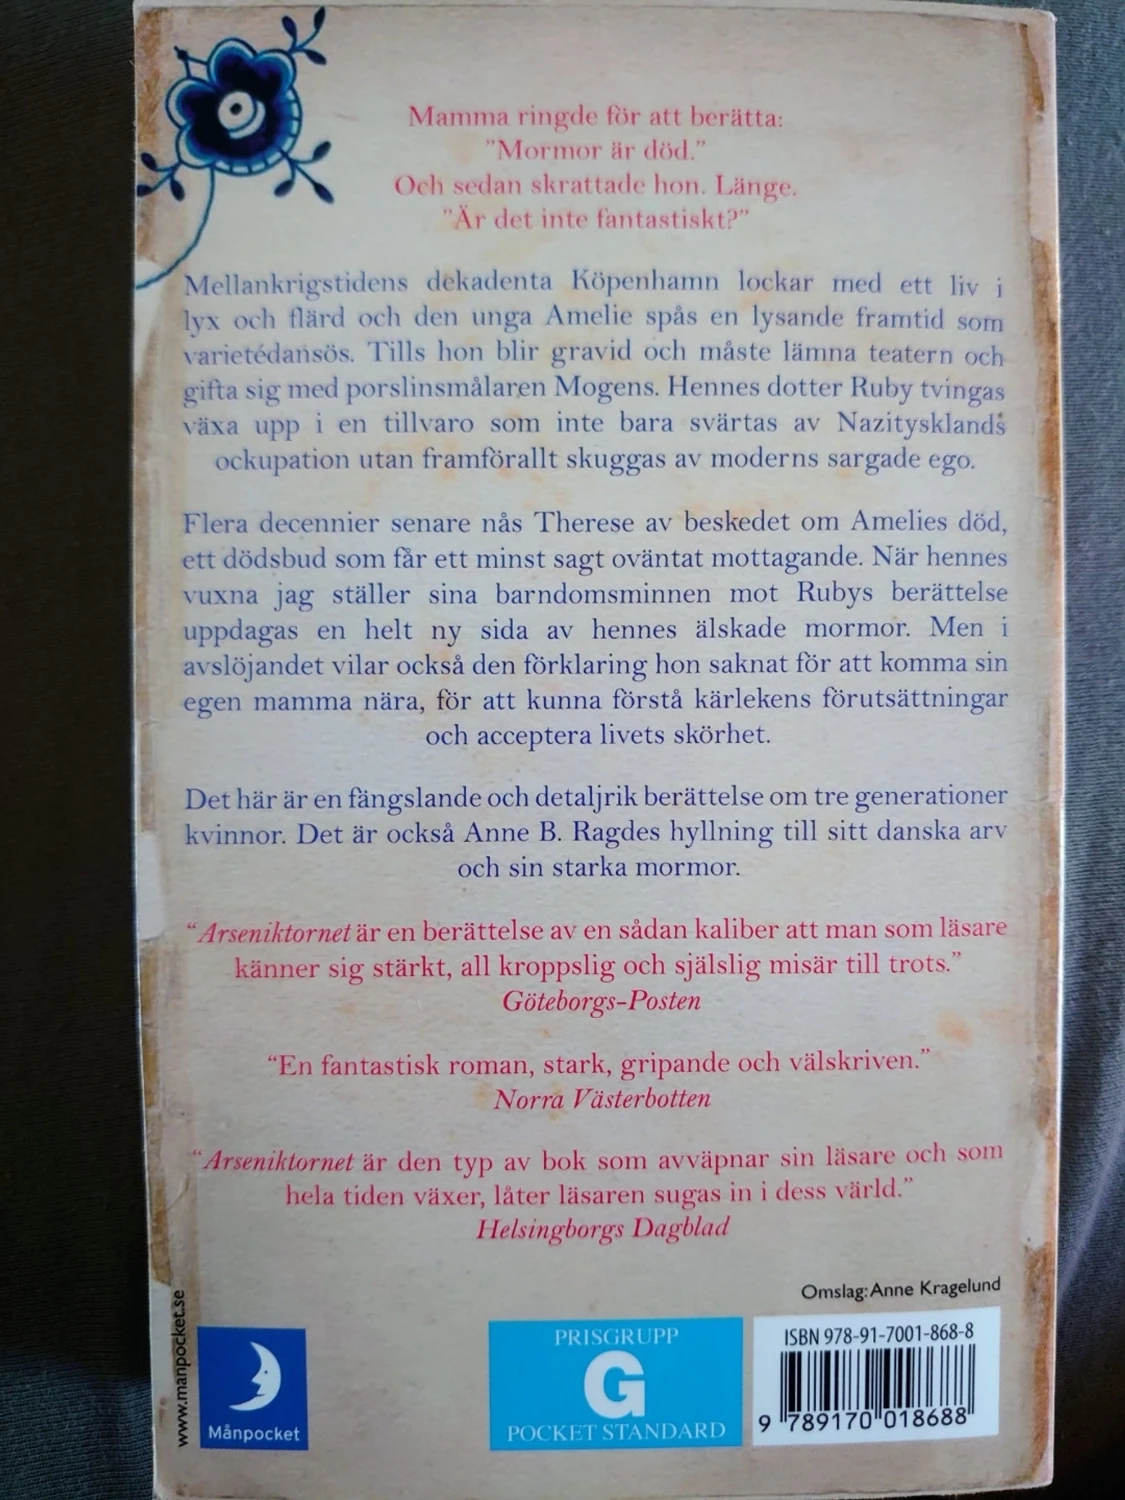 Mamma ringde för att berätta:
”Mormor är död.”
Och sedan skrattade hon. Länge.
”Är det inte fantastiskt?”
Mellankrigstidens dekadenta Köpenhamn lockar med ett liv i
lyx och flärd och den unga Amelie spås en lysande framtid som
varietédansös. Tills hon blir gravid och måste lämna teatern och
gifta sig med porslinsmålaren Mogens. Hennes dotter Ruby tvingas
växa upp i en tillvaro som inte bara svärtas av Nazitysklands
ockupation utan framförallt skuggas av moderns sargade ego.
Flera decennier senare nås Therese av beskedet om Amelies död,
ett dödsbud som får ett minst sagt oväntat mottagande. När hennes
vuxna jag ställer sina barndomsminnen mot Rubys berättelse
uppdagas en helt ny sida av hennes älskade mormor. Men i
avslöjandet vilar också den förklaring hon saknat för att komma sin
egen mamma nära, för att kunna förstå kärlekens förutsättningar
och acceptera livets skörhet.
Det här är en fängslande och detaljrik berättelse om tre generationer
kvinnor. Det är också Anne B. Ragdes hyllning till sitt danska arv
och sin starka mormor.
“Arseniktornet är en berättelse av en sådan kaliber att man som läsare
känner sig stärkt, all kroppslig och själslig misär till trots.”
Göteborgs-Posten
“En fantastisk roman, stark, gripande och välskriven.”
Norra Västerbotten
“Arseniktornet är den typ av bok som avväpnar sin läsare och som
hela tiden växer, låter läsaren sugas in i dess värld.”
Helsingborgs Dagblad
Omslag: Anne Kragelund
www.manpocket.se
Månpocket
PRISGRUPP
G
POCKET STANDARD
ISBN 978-91-7001-868-8
9 789170 018688